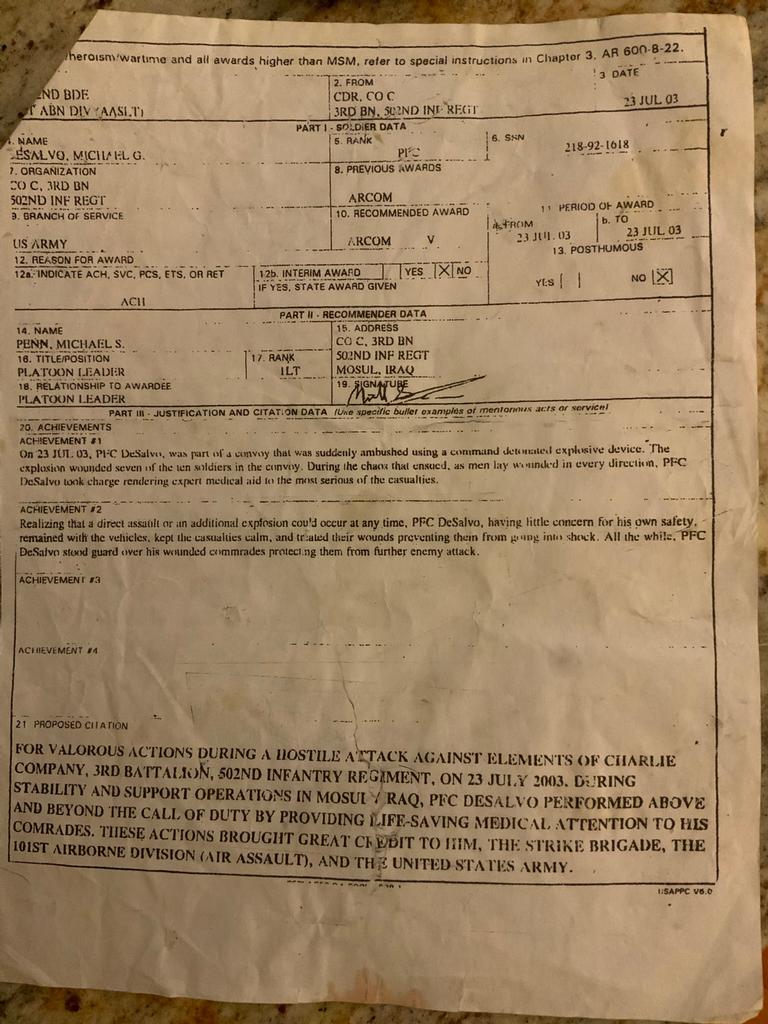 heroism/wartime and all awards higher than MSM, refer to special instructions in Chapter 3, AR 600-8-22.
ND BDE
ABN DIV (AASLT)
2. FROM
CDR, CO C
3RD BN, 502ND INF REGT
3 DATE
23 JUL 03
PART I - SOLDIER DATA
. NAME
ESALVO, MICHAEL G.
5. RANK
PFC
6. SSN
218-92-1618
7. ORGANIZATION
CO C, 3RD BN
502ND INF REGT
8. PREVIOUS AWARDS
ARCOM
9. BRANCH OF SERVICE
US ARMY
10. RECOMMENDED AWARD
ARCOM V
11 PERIOD OF AWARD
a. FROM
23 JUL 03
b. TO
23 JUL 03
12. REASON FOR AWARD
12a. INDICATE ACH, SVC, PCS, ETS, OR RET
ACH
12b. INTERIM AWARD YES [X] NO
IF YES, STATE AWARD GIVEN
13. POSTHUMOUS
YES [ ] NO [X]
PART II - RECOMMENDER DATA
14. NAME
PENN, MICHAEL S.
15. ADDRESS
CO C, 3RD BN
502ND INF REGT
MOSUL, IRAQ
16. TITLE/POSITION
PLATOON LEADER
17. RANK
1LT
18. RELATIONSHIP TO AWARDEE
PLATOON LEADER
19. SIGNATURE
PART III - JUSTIFICATION AND CITATION DATA (Use specific bullet examples of meritorious acts or service)
20. ACHIEVEMENTS
ACHIEVEMENT #1
On 23 JUL 03, PFC DeSalvo, was part of a convoy that was suddenly ambushed using a command detonated explosive device. The
explosion wounded seven of the ten soldiers in the convoy. During the chaos that ensued, as men lay wounded in every direction, PFC
DeSalvo took charge rendering expert medical aid to the most serious of the casualties.
ACHIEVEMENT #2
Realizing that a direct assault or an additional explosion could occur at any time, PFC DeSalvo, having little concern for his own safety,
remained with the vehicles, kept the casualties calm, and treated their wounds preventing them from going into shock. All the while, PFC
DeSalvo stood guard over his wounded commrades protecting them from further enemy attack.
ACHIEVEMENT #3
ACHIEVEMENT #4
21 PROPOSED CITATION
FOR VALOROUS ACTIONS DURING A HOSTILE ATTACK AGAINST ELEMENTS OF CHARLIE
COMPANY, 3RD BATTALION, 502ND INFANTRY REGIMENT, ON 23 JULY 2003. DURING
STABILITY AND SUPPORT OPERATIONS IN MOSUL IRAQ, PFC DESALVO PERFORMED ABOVE
AND BEYOND THE CALL OF DUTY BY PROVIDING LIFE-SAVING MEDICAL ATTENTION TO HIS
COMRADES. THESE ACTIONS BROUGHT GREAT CREDIT TO HIM, THE STRIKE BRIGADE, THE
101ST AIRBORNE DIVISION (AIR ASSAULT), AND THE UNITED STATES ARMY.
USAPPC V6.0